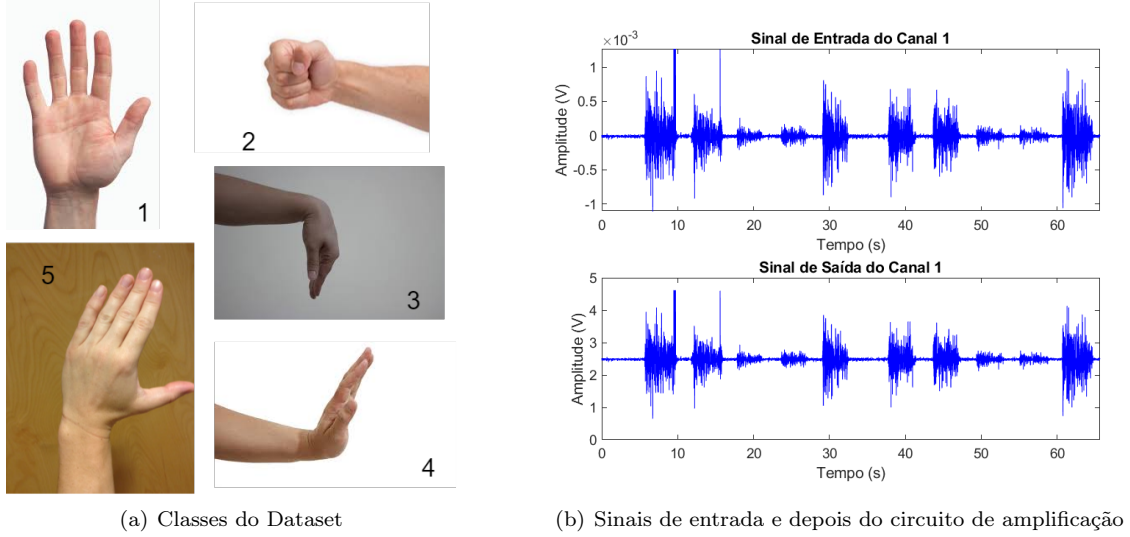 1
2
3
4
5
(a) Classes do Dataset
×10-3
Sinal de Entrada do Canal 1
Amplitude (V)
1
0.5
0
-0.5
-1
0 10 20 30 40 50 60
Tempo (s)
Sinal de Saída do Canal 1
Amplitude (V)
5
4
3
2
1
0
0 10 20 30 40 50 60
Tempo (s)
(b) Sinais de entrada e depois do circuito de amplificação